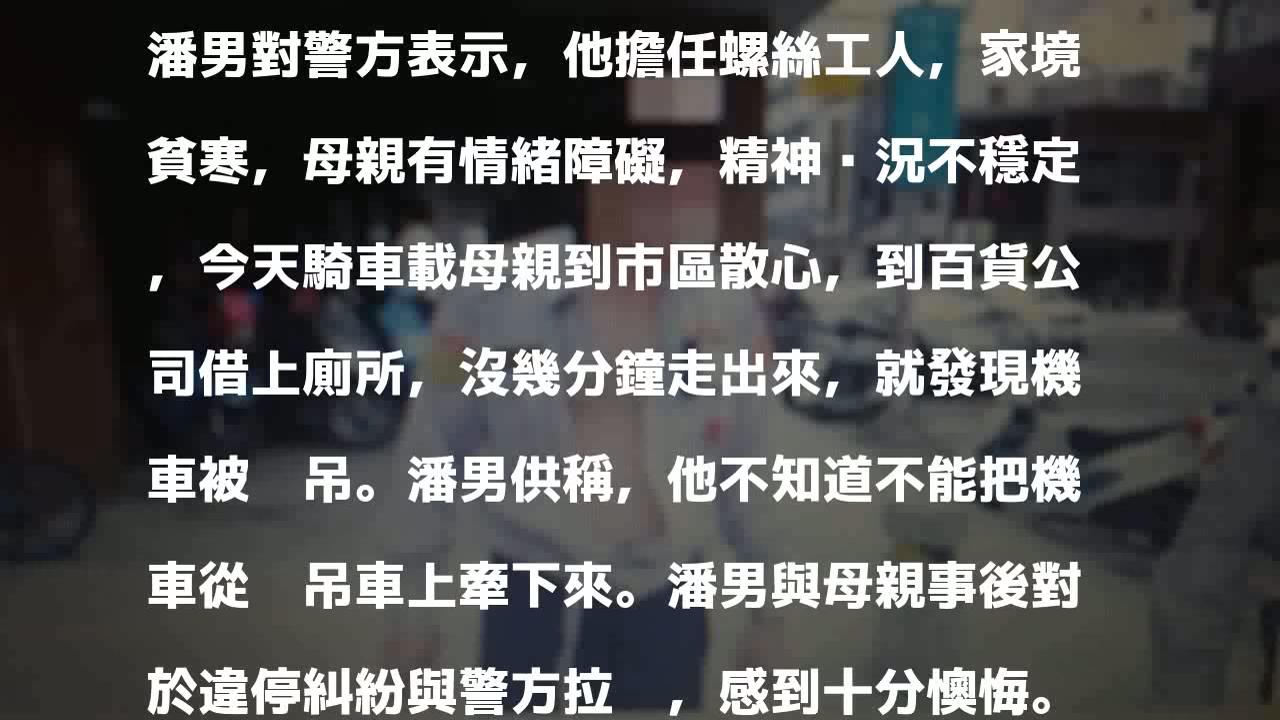 潘男對警方表示，他擔任螺絲工人，家境
貧寒，母親有情緒障礙，精神·況不穩定
，今天騎車載母親到市區散心，到百貨公
司借上廁所，沒幾分鐘走出來，就發現機
車被　吊。潘男供稱，他不知道不能把機
車從　吊車上牽下來。潘男與母親事後對
於違停糾紛與警方拉　，感到十分懊悔。